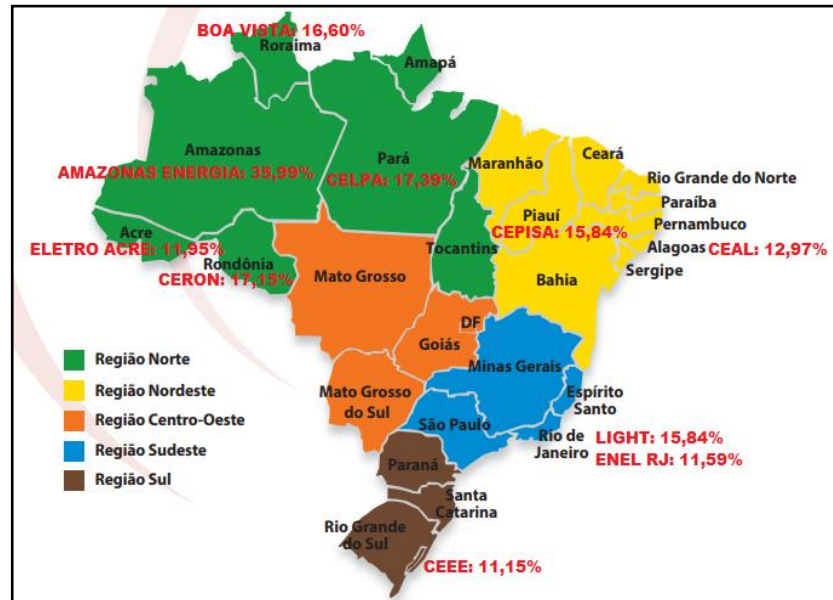 BOA VISTA: 16,60%
Roraima
Amapá
Amazonas
AMAZONAS ENERGIA: 35,99%
Pará
CELPA: 17,39%
Maranhão
Ceará
Rio Grande do Norte
Paraíba
Piauí
CEPISA: 15,84%
Pernambuco
Alagoas
CEAL: 12,97%
Sergipe
Acre
ELETRO ACRE: 11,95%
Rondônia
CERON: 17,15%
Tocantins
Mato Grosso
Bahia
DF
Goiás
Minas Gerais
Mato Grosso
do Sul
Espírito
Santo
São Paulo
Rio de
Janeiro
LIGHT: 15,84%
ENEL RJ: 11,59%
Paraná
Santa
Catarina
Rio Grande
do Sul
CEEE: 11,15%
Região Norte
Região Nordeste
Região Centro-Oeste
Região Sudeste
Região Sul